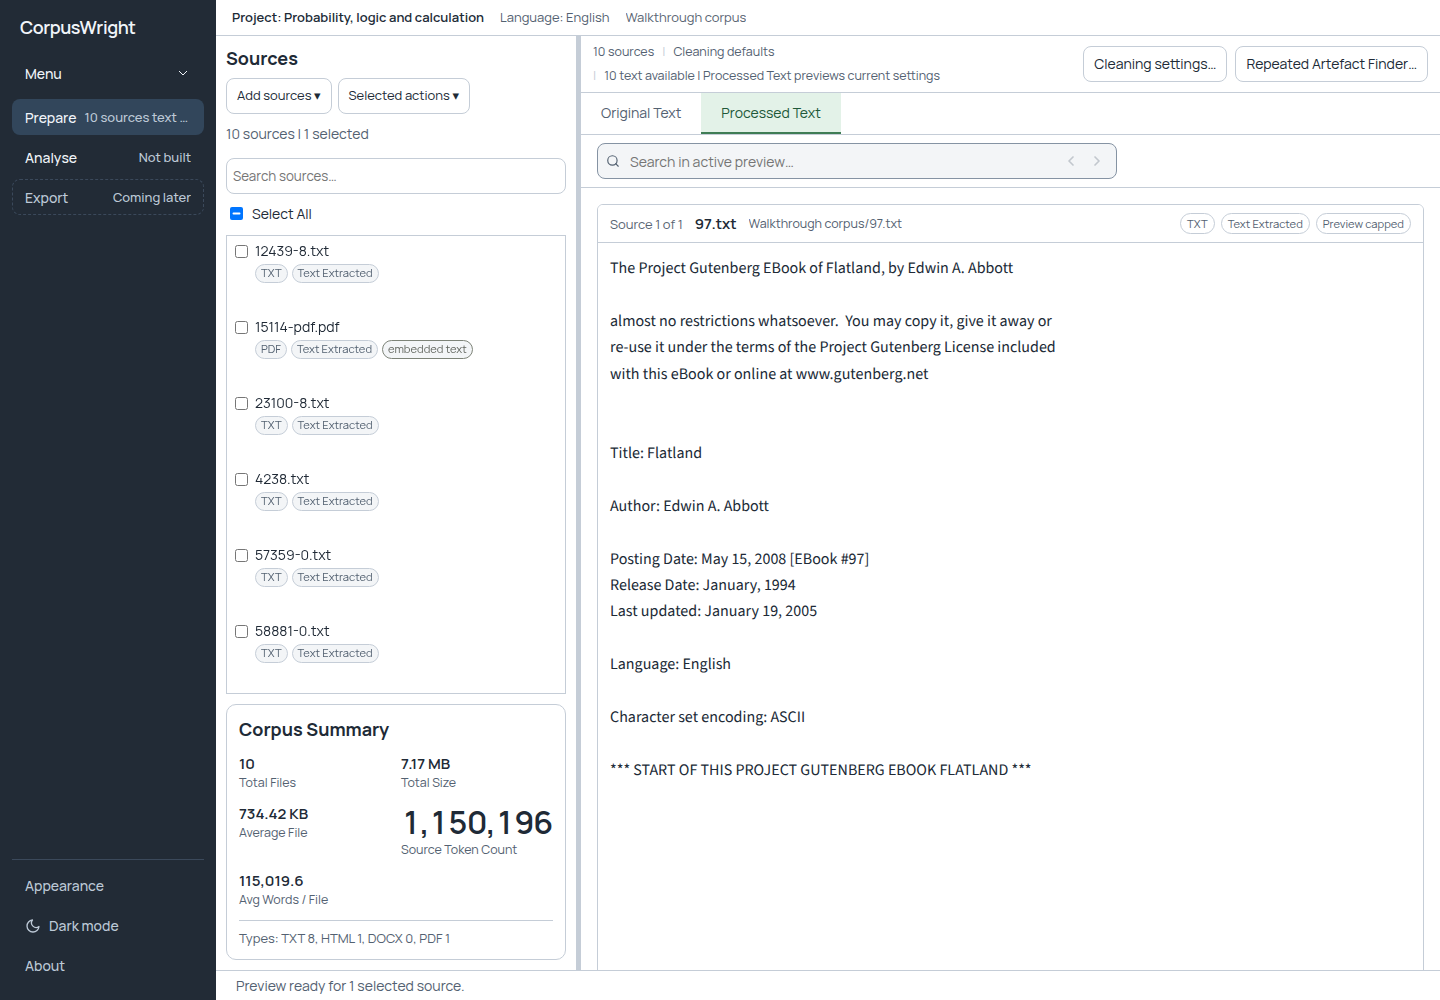 CorpusWright
Menu
Prepare 10 sources text ...
Analyse Not built
Export Coming later
Appearance
Dark mode
About
Project: Probability, logic and calculation Language: English Walkthrough corpus
Sources
Add sources ▾ Selected actions ▾
10 sources | 1 selected
Search sources...
Select All
12439-8.txt
TXT Text Extracted
15114-pdf.pdf
PDF Text Extracted embedded text
23100-8.txt
TXT Text Extracted
4238.txt
TXT Text Extracted
57359-0.txt
TXT Text Extracted
58881-0.txt
TXT Text Extracted
Corpus Summary
10 7.17 MB
Total Files Total Size
734.42 KB 1,150,196
Average File Source Token Count
115,019.6
Avg Words / File
Types: TXT 8, HTML 1, DOCX 0, PDF 1
10 sources | Cleaning defaults
| 10 text available | Processed Text previews current settings
Cleaning settings... Repeated Artefact Finder...
Original Text Processed Text
Search in active preview...
Source 1 of 1 97.txt Walkthrough corpus/97.txt TXT Text Extracted Preview capped
The Project Gutenberg EBook of Flatland, by Edwin A. Abbott
almost no restrictions whatsoever. You may copy it, give it away or
re-use it under the terms of the Project Gutenberg License included
with this eBook or online at www.gutenberg.net
Title: Flatland
Author: Edwin A. Abbott
Posting Date: May 15, 2008 [EBook #97]
Release Date: January, 1994
Last updated: January 19, 2005
Language: English
Character set encoding: ASCII
*** START OF THIS PROJECT GUTENBERG EBOOK FLATLAND ***
Preview ready for 1 selected source.